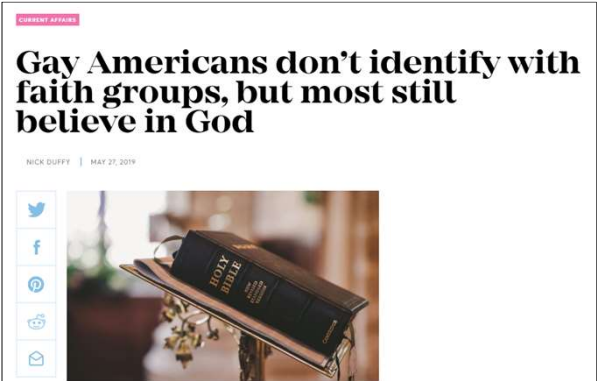 CURRENT AFFAIRS
Gay Americans don't identify with
faith groups, but most still
believe in God
NICK DUFFY | MAY 27, 2019
HOLY
BIBLE
CAMBRIDGE